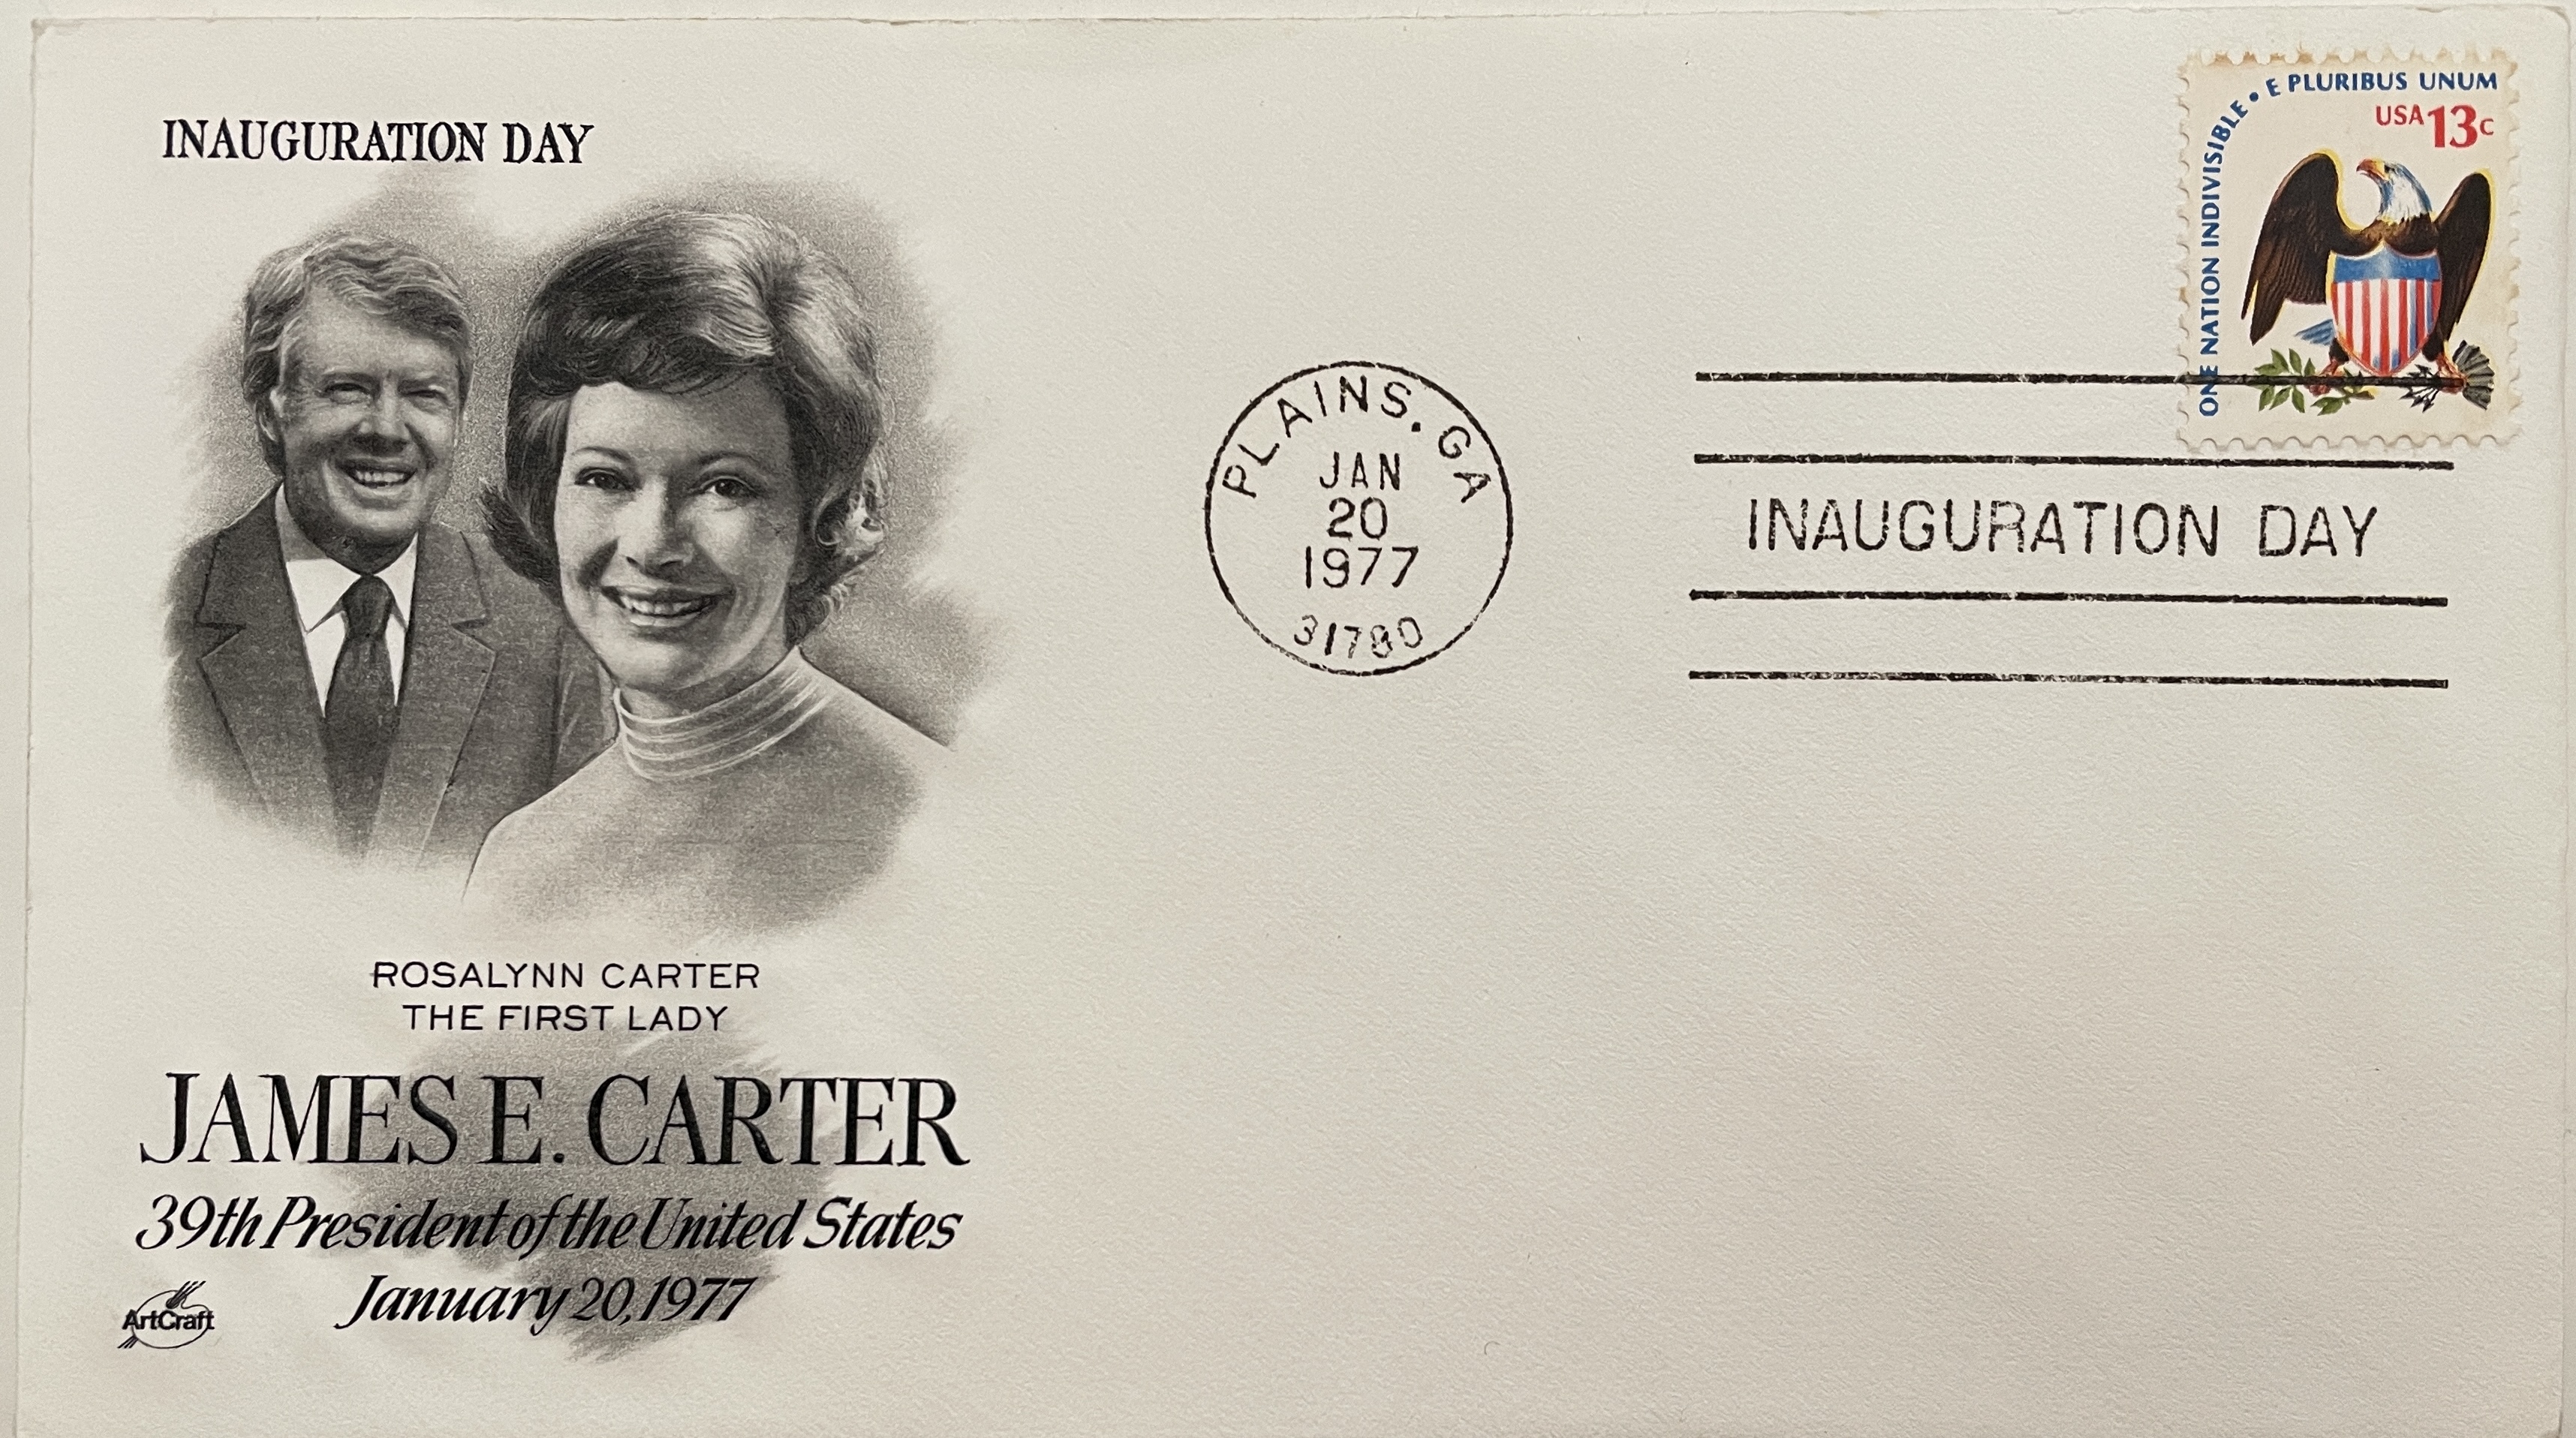 INAUGURATION DAY
ROSALYNN CARTER
THE FIRST LADY
JAMES E. CARTER
39th President of the United States
January 20, 1977
ArtCraft
PLAINS. GA
JAN
20
1977
31780
ONE NATION INDIVISIBLE • E PLURIBUS UNUM
USA 13c
INAUGURATION DAY